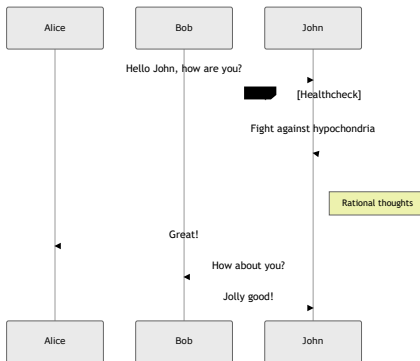 Alice Bob John
Hello John, how are you?
[Healthcheck]
Fight against hypochondria
Rational thoughts
Great!
How about you?
Jolly good!
Alice Bob John